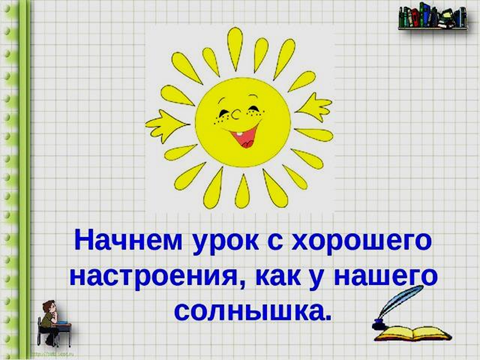 Начнем урок с хорошего
настроения, как у нашего
солнышка.